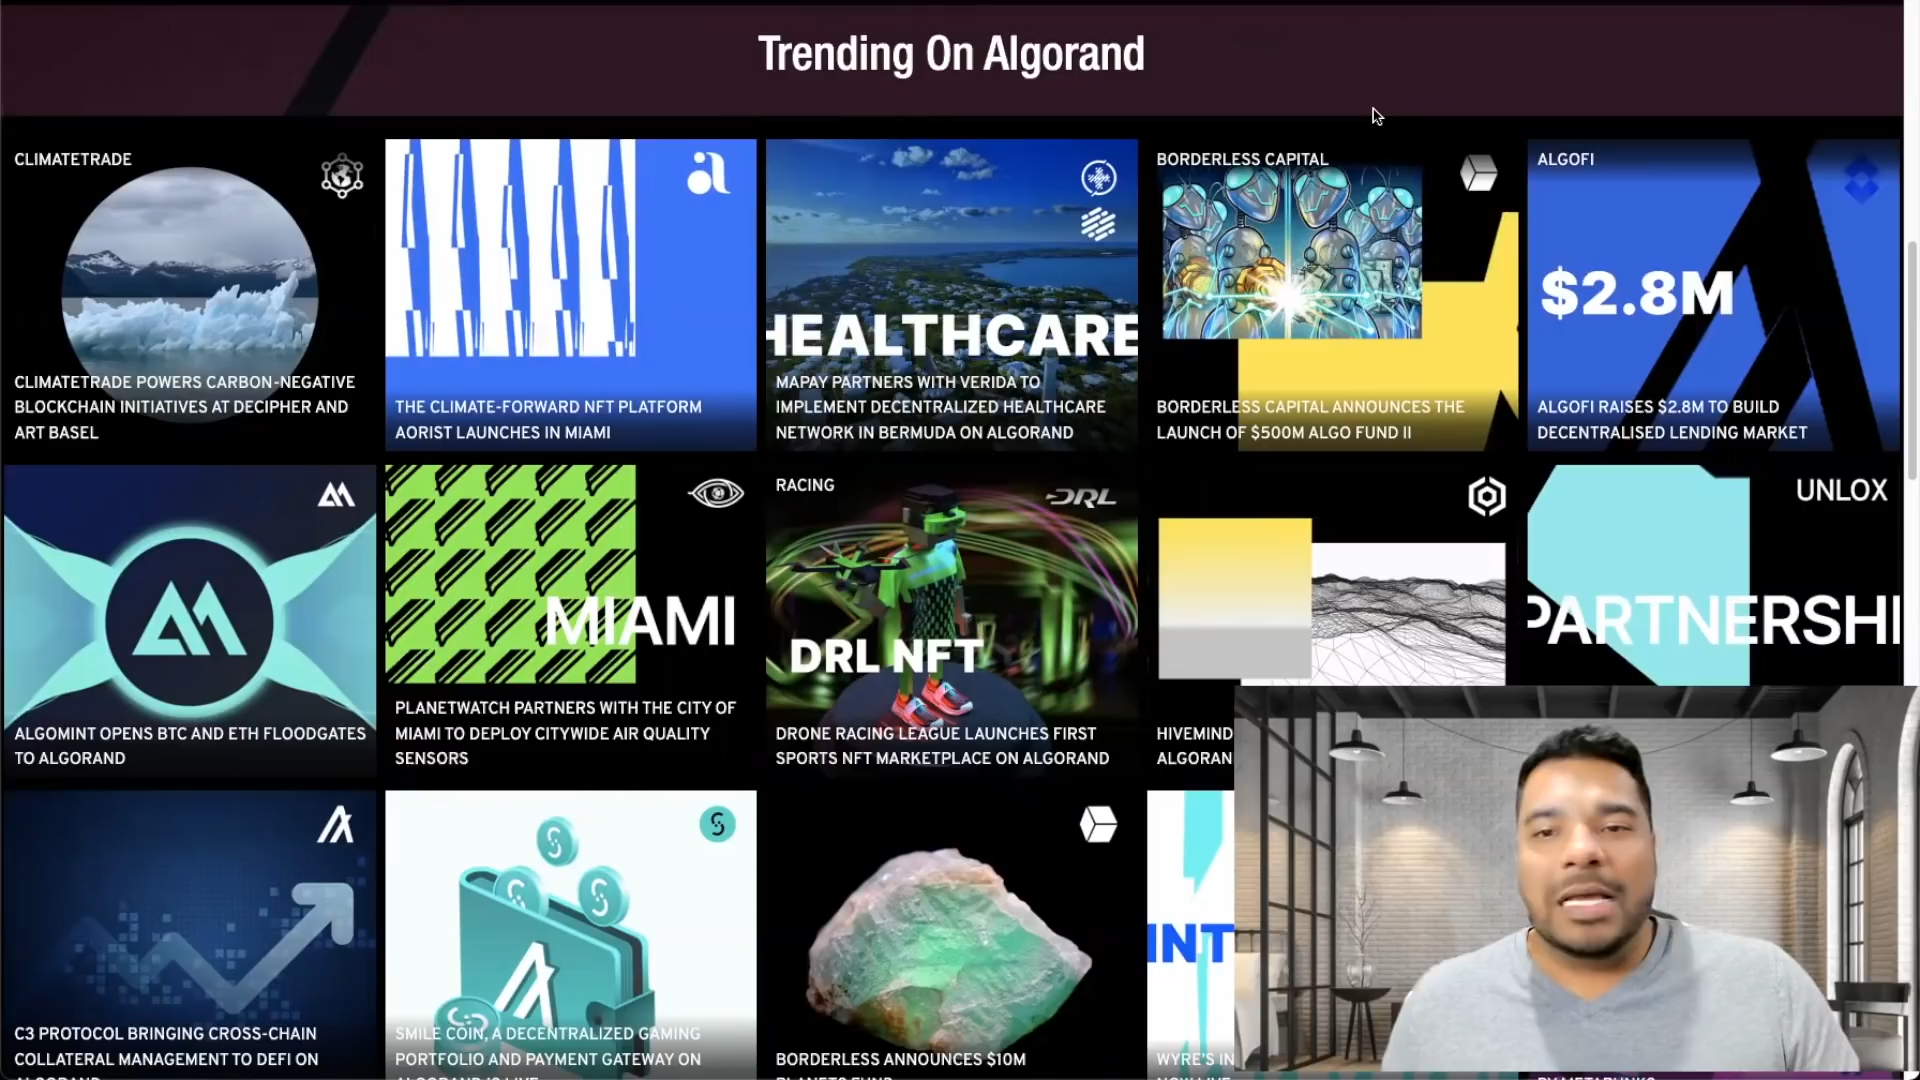 Trending On Algorand
CLIMATETRADE
CLIMATETRADE POWERS CARBON-NEGATIVE
BLOCKCHAIN INITIATIVES AT DECIPHER AND
ART BASEL
a
THE CLIMATE-FORWARD NFT PLATFORM
AORIST LAUNCHES IN MIAMI
HEALTHCARE
MAPAY PARTNERS WITH VERIDA TO
IMPLEMENT DECENTRALIZED HEALTHCARE
NETWORK IN BERMUDA ON ALGORAND
BORDERLESS CAPITAL
BORDERLESS CAPITAL ANNOUNCES THE
LAUNCH OF $500M ALGO FUND II
ALGOFI
$2.8M
ALGOFI RAISES $2.8M TO BUILD
DECENTRALISED LENDING MARKET
ALGOMINT OPENS BTC AND ETH FLOODGATES
TO ALGORAND
MIAMI
PLANETWATCH PARTNERS WITH THE CITY OF
MIAMI TO DEPLOY CITYWIDE AIR QUALITY
SENSORS
RACING
DRL
DRL NFT
DRONE RACING LEAGUE LAUNCHES FIRST
SPORTS NFT MARKETPLACE ON ALGORAND
HIVEMIND
ALGORAN
UNLOX
PARTNERSHI
C3 PROTOCOL BRINGING CROSS-CHAIN
COLLATERAL MANAGEMENT TO DEFI ON
SMILE COIN, A DECENTRALIZED GAMING
PORTFOLIO AND PAYMENT GATEWAY ON
BORDERLESS ANNOUNCES $10M
INT
WYRE'S IN